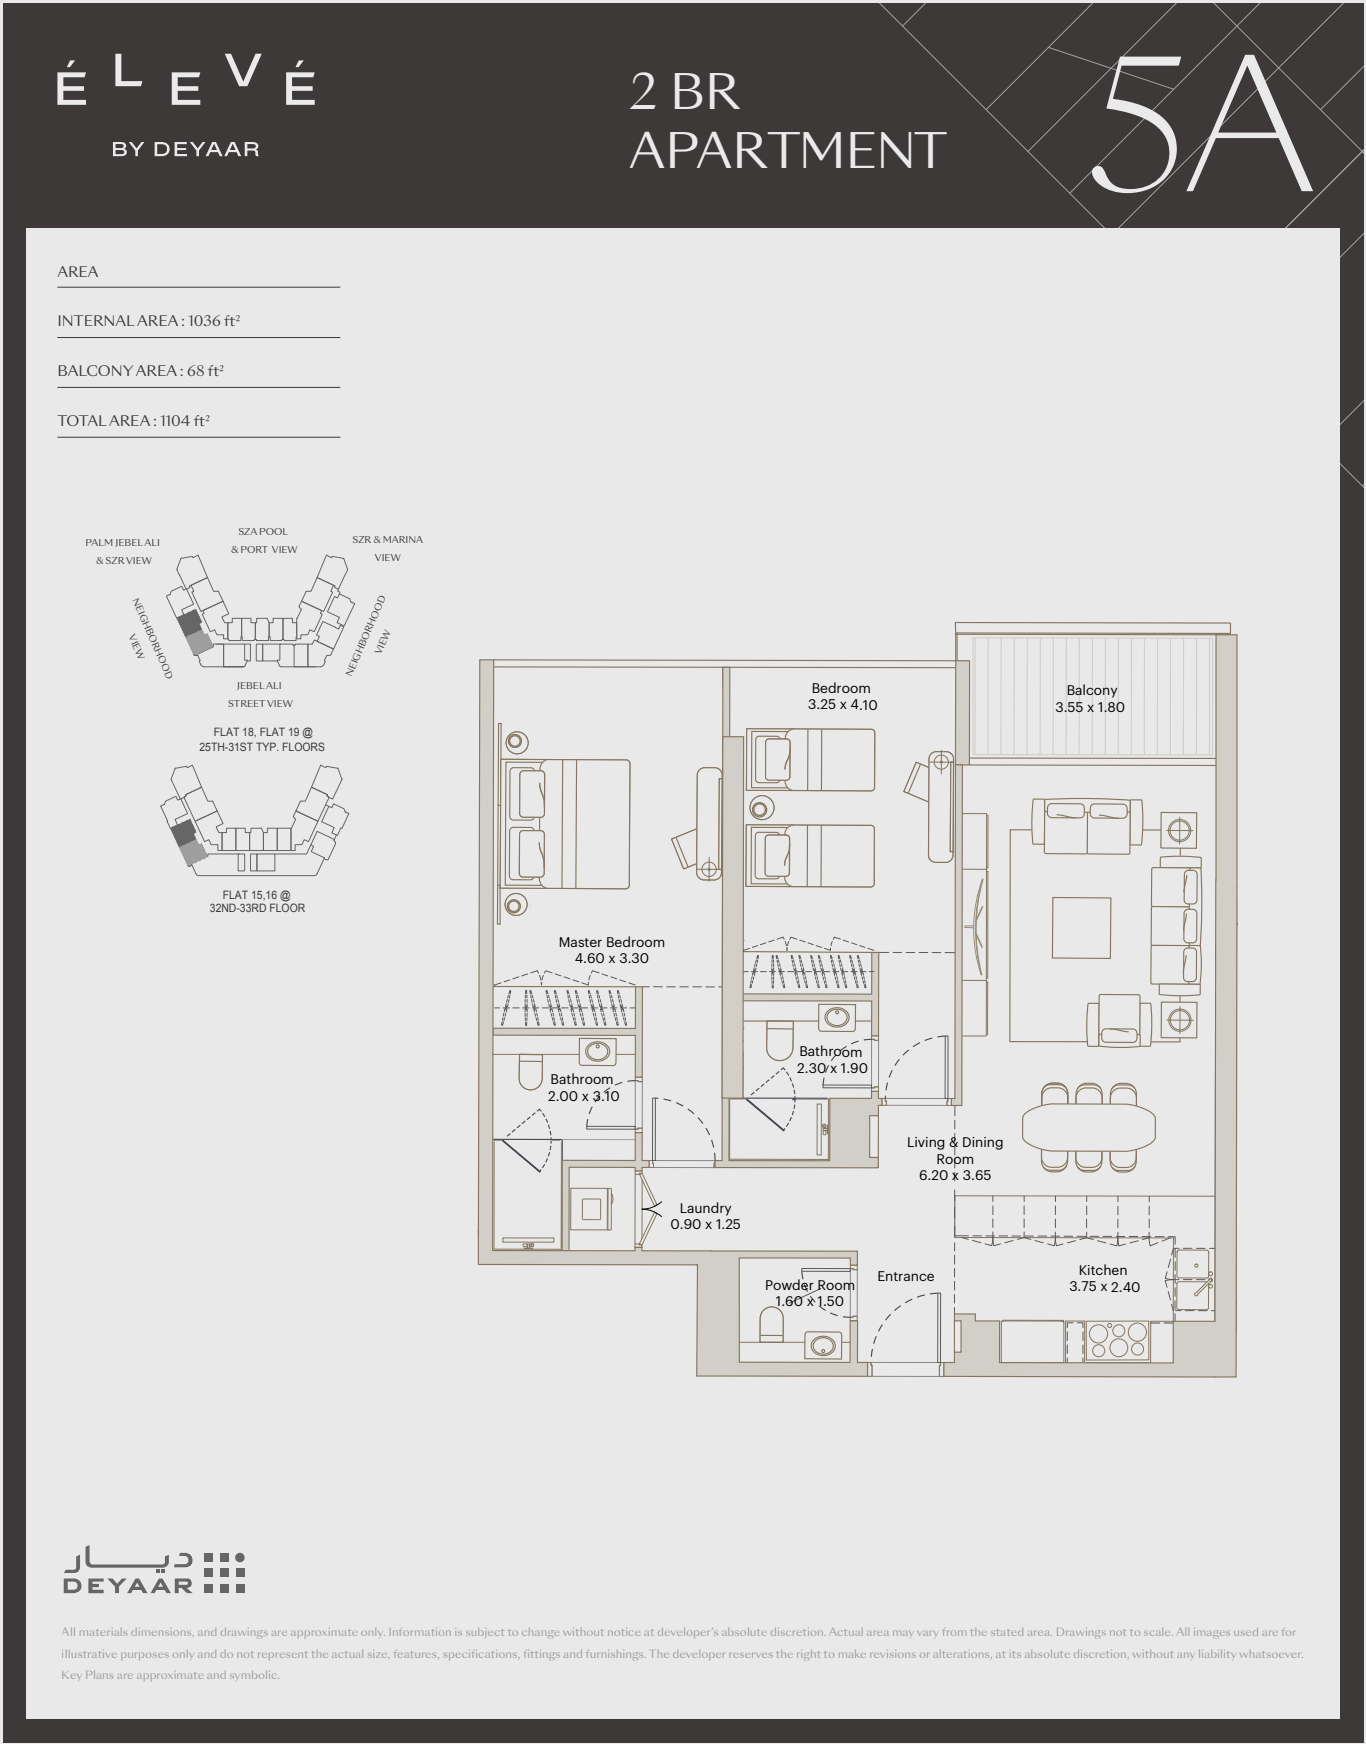 ÉLEVÉ
BY DEYAAR
2 BR
APARTMENT
5A
AREA
INTERNAL AREA : 1036 ft²
BALCONY AREA : 68 ft²
TOTAL AREA : 1104 ft²
PALM JEBEL ALI
& SZR VIEW
SZA POOL
& PORT VIEW
SZR & MARINA
VIEW
NEIGHBORHOOD
VIEW
NEIGHBORHOOD
VIEW
JEBEL ALI
STREET VIEW
FLAT 18, FLAT 19 @
25TH-31ST TYP. FLOORS
FLAT 15,16 @
32ND-33RD FLOOR
Bedroom
3.25 x 4.10
Balcony
3.55 x 1.80
Master Bedroom
4.60 x 3.30
Bathroom
2.30 x 1.90
Bathroom
2.00 x 3.10
Living & Dining
Room
6.20 x 3.65
Laundry
0.90 x 1.25
Kitchen
3.75 x 2.40
Entrance
Powder Room
1.60 x 1.50
ديار
DEYAAR
All materials dimensions, and drawings are approximate only. Information is subject to change without notice at developer's absolute discretion. Actual area may vary from the stated area. Drawings not to scale. All images used are for
illustrative purposes only and do not represent the actual size, features, specifications, fittings and furnishings. The developer reserves the right to make revisions or alterations, at its absolute discretion, without any liability whatsoever.
Key Plans are approximate and symbolic.